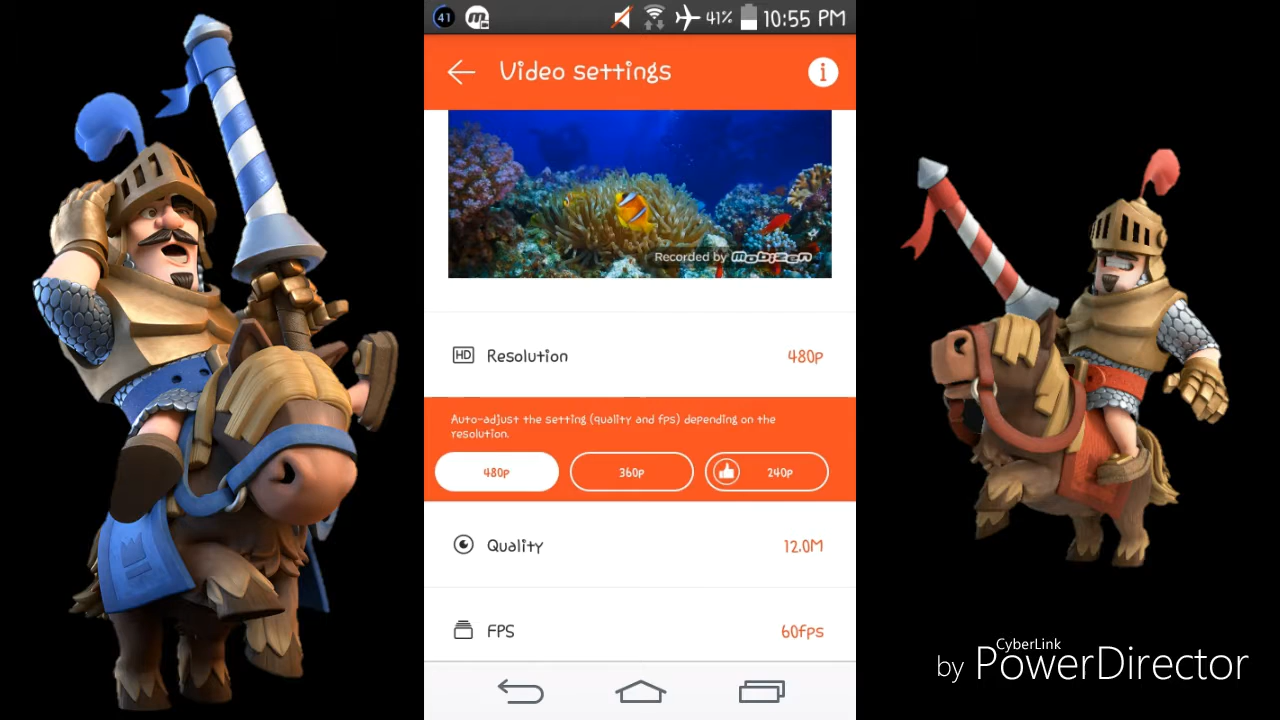 41
41% 10:55 PM
Video settings
i
Recorded by mobizen
HD Resolution 480p
Auto-adjust the setting (quality and fps) depending on the
resolution.
480p 360p 240p
Quality 12.0M
FPS 60fps
CyberLink
by PowerDirector